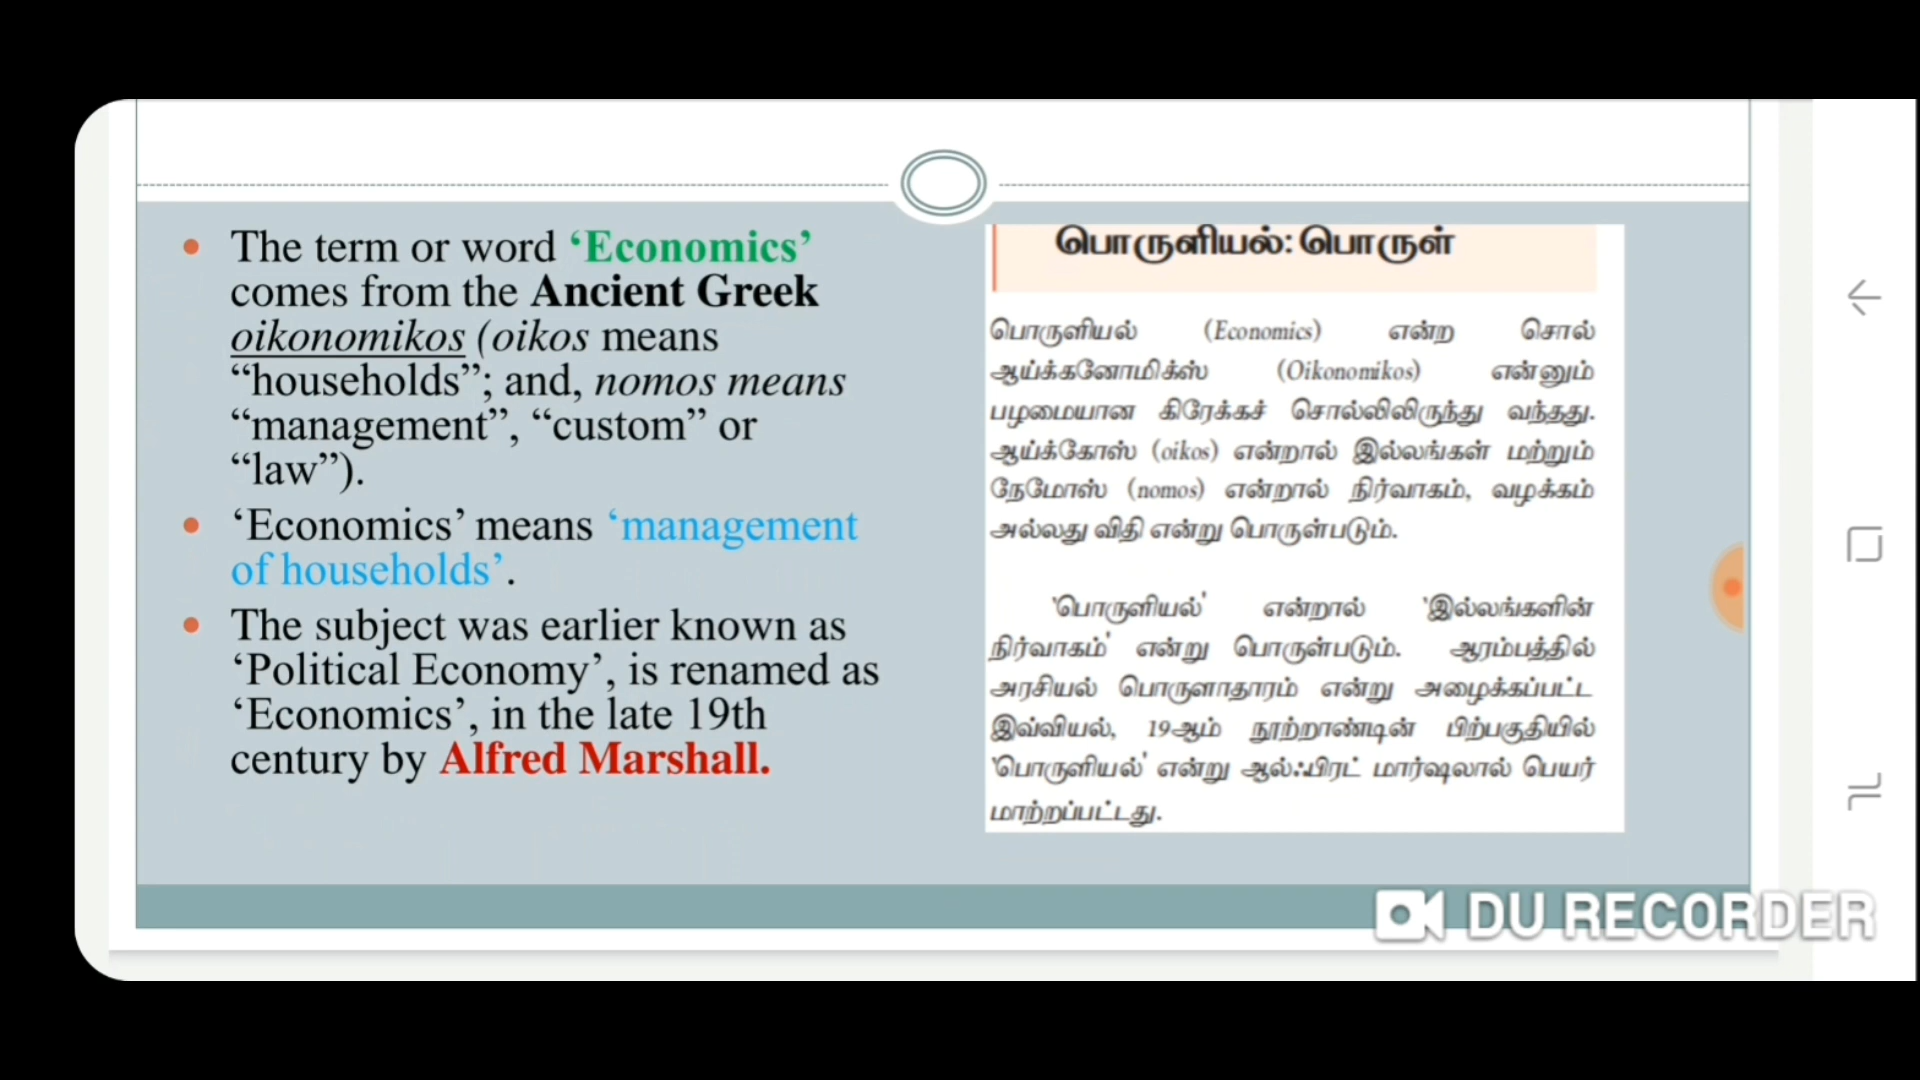 The term or word ‘Economics’
comes from the Ancient Greek
oikonomikos (oikos means
“households”; and, nomos means
“management”, “custom” or
“law”).
‘Economics’ means ‘management
of households’.
The subject was earlier known as
‘Political Economy’, is renamed as
‘Economics’, in the late 19th
century by Alfred Marshall.
பொருளியல்: பொருள்
பொருளியல் (Economics) என்ற சொல்
ஆய்க்கனோமிக்ஸ் (Oikonomikos) என்னும்
பழமையான கிரேக்கச் சொல்லிலிருந்து வந்தது.
ஆய்க்கோஸ் (oikos) என்றால் இல்லங்கள் மற்றும்
நேமோஸ் (nomos) என்றால் நிர்வாகம், வழக்கம்
அல்லது விதி என்று பொருள்படும்.
'பொருளியல்' என்றால் 'இல்லங்களின்
நிர்வாகம்' என்று பொருள்படும். ஆரம்பத்தில்
அரசியல் பொருளாதாரம் என்று அழைக்கப்பட்ட
இவ்வியல், 19ஆம் நூற்றாண்டின் பிற்பகுதியில்
'பொருளியல்' என்று ஆல்ஃபிரட் மார்ஷலால் பெயர்
மாற்றப்பட்டது.
DU RECORDER